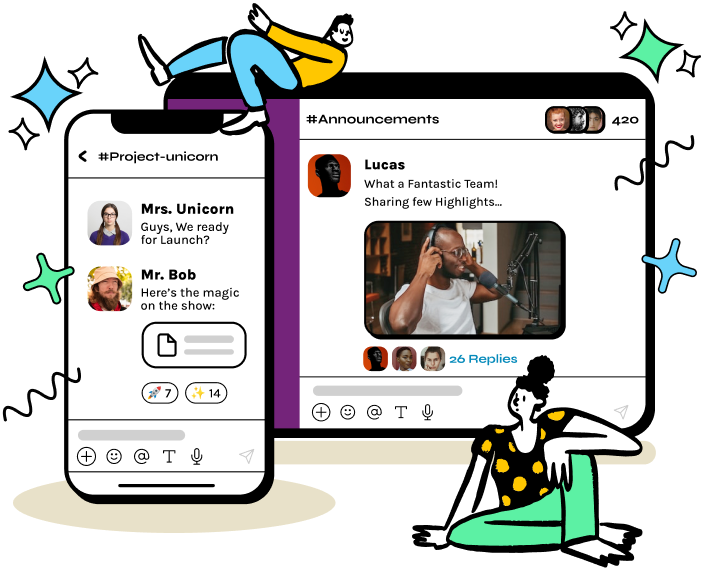 #Announcements
420
Lucas
What a Fantastic Team!
Sharing few Highlights...
26 Replies
T
#Project-unicorn
Mrs. Unicorn
Guys, We ready
for Launch?
Mr. Bob
Here's the magic
on the show:
🚀 7
✨ 14
@ T